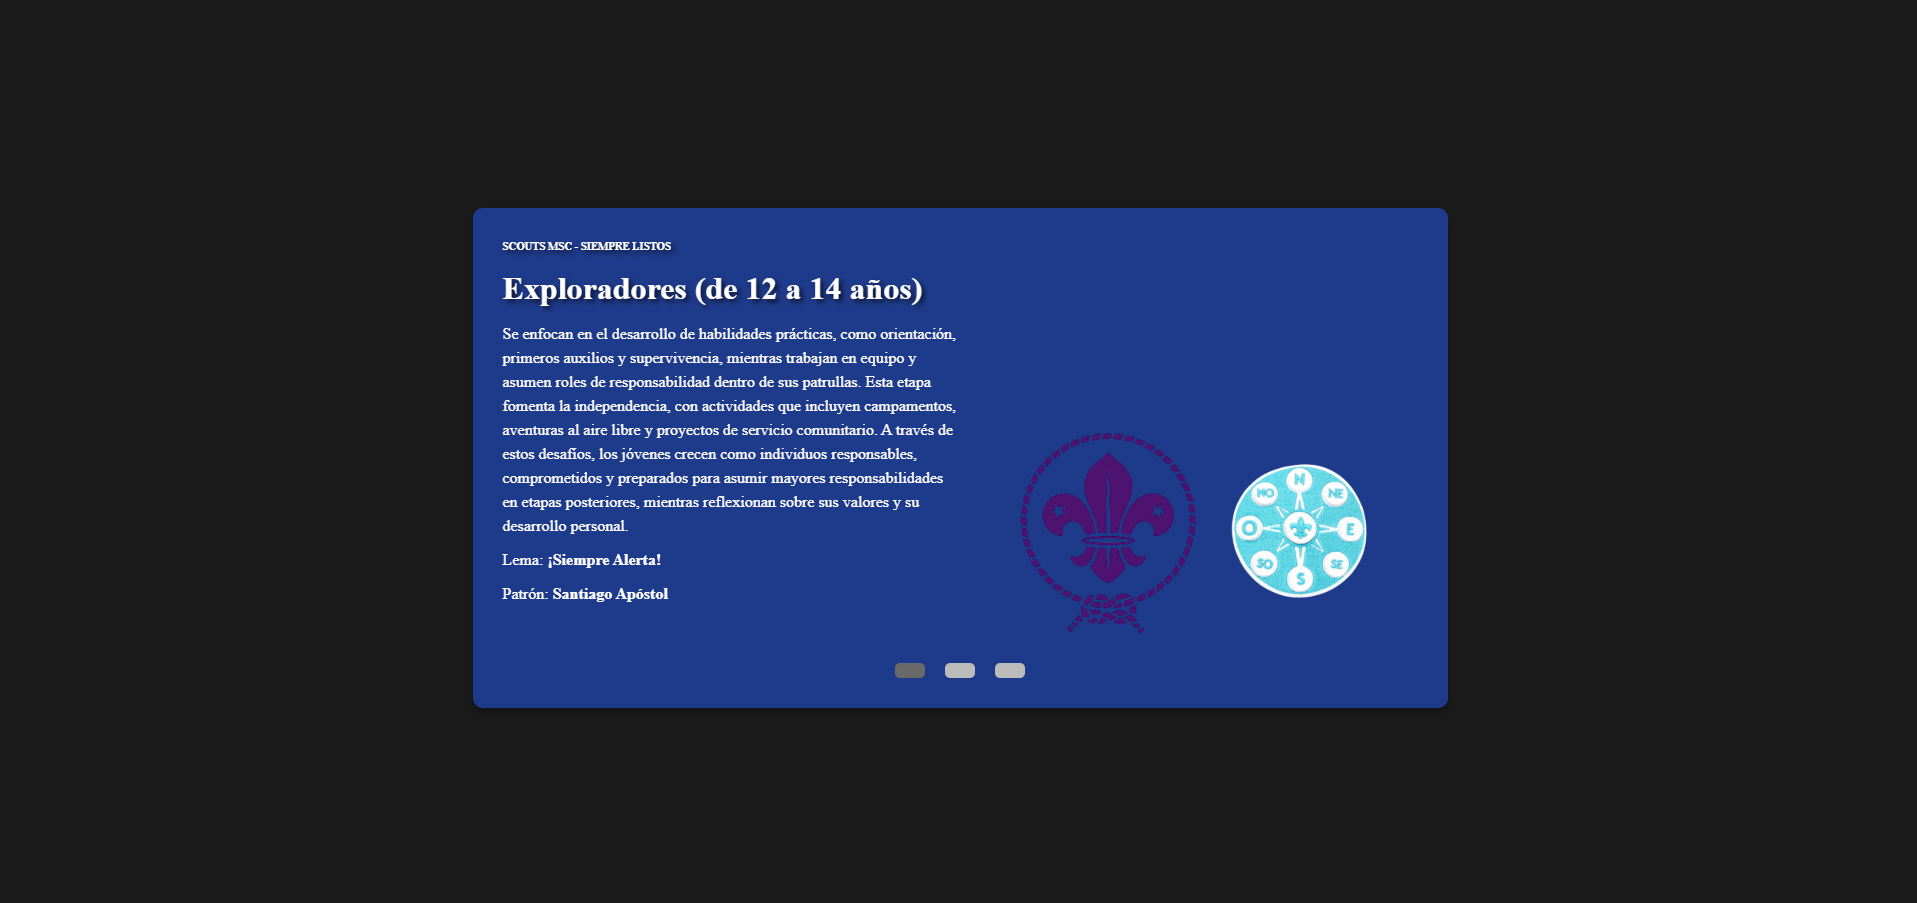 SCOUTS MSC - SIEMPRE LISTOS
Exploradores (de 12 a 14 años)
Se enfocan en el desarrollo de habilidades prácticas, como orientación,
primeros auxilios y supervivencia, mientras trabajan en equipo y
asumen roles de responsabilidad dentro de sus patrullas. Esta etapa
fomenta la independencia, con actividades que incluyen campamentos,
aventuras al aire libre y proyectos de servicio comunitario. A través de
estos desafíos, los jóvenes crecen como individuos responsables,
comprometidos y preparados para asumir mayores responsabilidades
en etapas posteriores, mientras reflexionan sobre sus valores y su
desarrollo personal.
Lema: ¡Siempre Alerta!
Patrón: Santiago Apóstol
N
NO NE
O E
SO SE
S